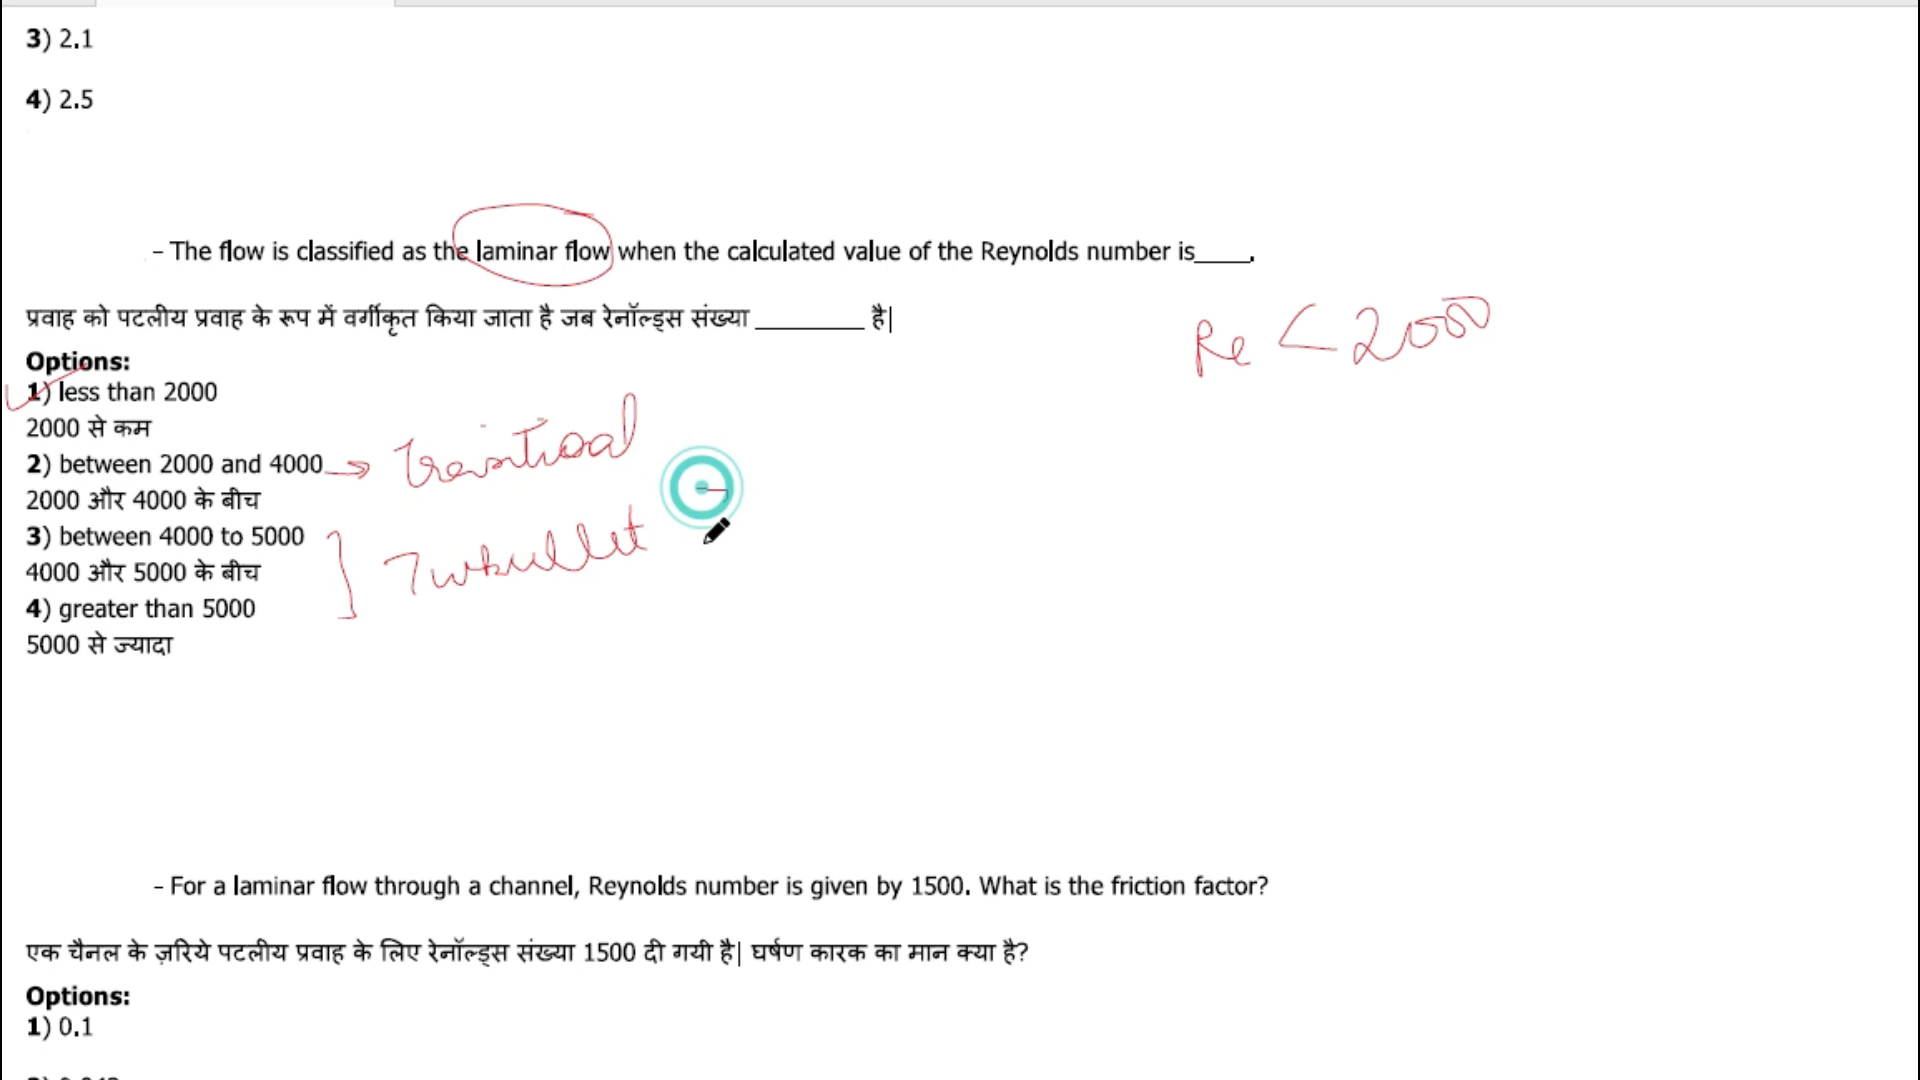 3) 2.1
4) 2.5
- The flow is classified as the laminar flow when the calculated value of the Reynolds number is____.
प्रवाह को पटलीय प्रवाह के रूप में वर्गीकृत किया जाता है जब रेनॉल्ड्स संख्या ________ है|
Re < 2000
Options:
1) less than 2000
2000 से कम
2) between 2000 and 4000
2000 और 4000 के बीच
3) between 4000 to 5000
4000 और 5000 के बीच
4) greater than 5000
5000 से ज्यादा
- For a laminar flow through a channel, Reynolds number is given by 1500. What is the friction factor?
एक चैनल के ज़रिये पटलीय प्रवाह के लिए रेनॉल्ड्स संख्या 1500 दी गयी है| घर्षण कारक का मान क्या है?
Options:
1) 0.1